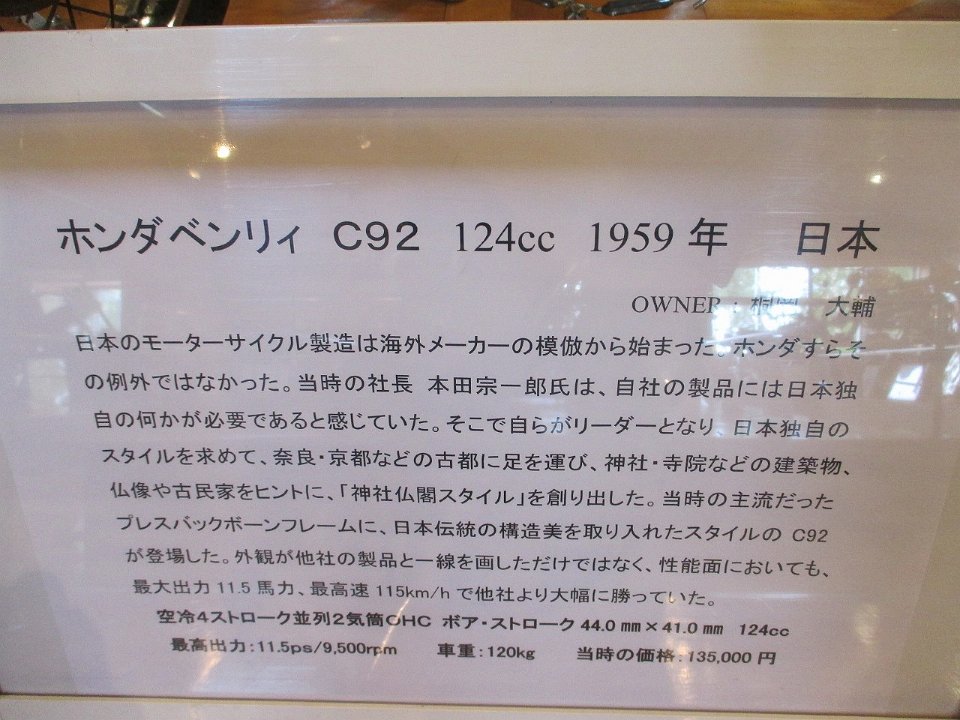 ホンダベンリィ C92 124cc 1959 年 日本
OWNER : 桐岡 大輔
日本のモーターサイクル製造は海外メーカーの模倣から始まった。ホンダすらそ
の例外ではなかった。当時の社長 本田宗一郎氏は、自社の製品には日本独
自の何かが必要であると感じていた。そこで自らがリーダーとなり、日本独自の
スタイルを求めて、奈良・京都などの古都に足を運び、神社・寺院などの建築物、
仏像や古民家をヒントに、「神社仏閣スタイル」を創り出した。当時の主流だった
プレスバックボーンフレームに、日本伝統の構造美を取り入れたスタイルの C92
が登場した。外観が他社の製品と一線を画しただけではなく、性能面においても、
最大出力 11.5 馬力、最高速 115km/h で他社より大幅に勝っていた。
空冷4ストローク並列2気筒OHC ボア・ストローク 44.0 ㎜×41.0 ㎜ 124cc
最高出力:11.5ps/9,500rpm 車重:120kg 当時の価格:135,000 円